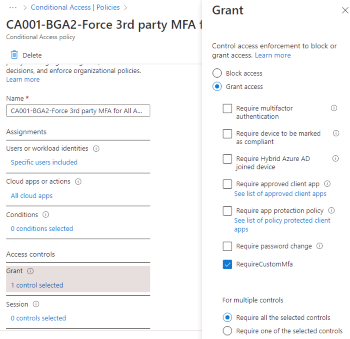 ... > Conditional Access | Policies >
CA001-BGA2-Force 3rd party MFA f
Conditional Access policy
Delete
decisions, and enforce organizational policies.
Learn more
Name *
CA001-BGA2-Force 3rd party MFA for All A...
Assignments
Users or workload identities
Specific users included
Cloud apps or actions
All cloud apps
Conditions
0 conditions selected
Access controls
Grant
1 control selected
Session
0 controls selected
Grant
Control access enforcement to block or
grant access. Learn more
Block access
Grant access
Require multifactor
authentication
Require device to be marked
as compliant
Require Hybrid Azure AD
joined device
Require approved client app
See list of approved client apps
Require app protection policy
See list of policy protected client
apps
Require password change
RequireCustomMfa
For multiple controls
Require all the selected controls
Require one of the selected controls